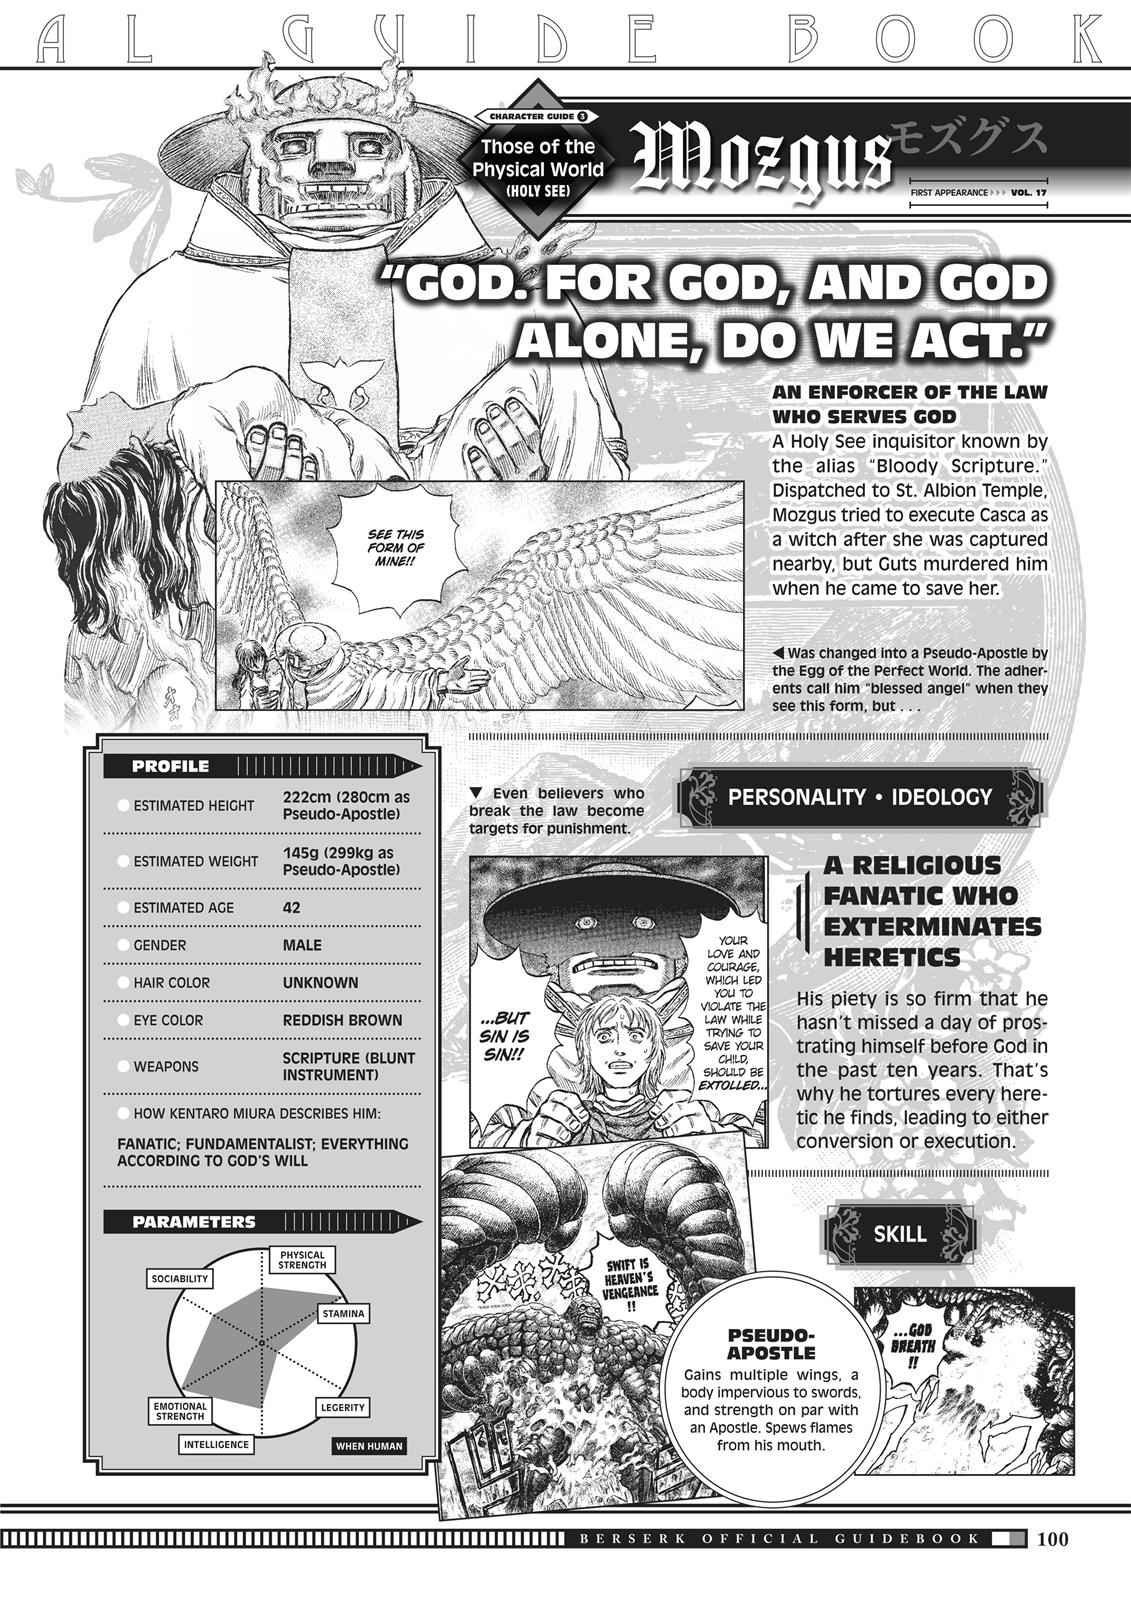 AL GUIDE BOOK
CHARACTER GUIDE 3
Those of the
Physical World
(HOLY SEE)
Mozgus
モズグス
FIRST APPEARANCE VOL. 17
“GOD. FOR GOD, AND GOD
ALONE, DO WE ACT.”
AN ENFORCER OF THE LAW
WHO SERVES GOD
A Holy See inquisitor known by
the alias “Bloody Scripture.”
Dispatched to St. Albion Temple,
Mozgus tried to execute Casca as
a witch after she was captured
nearby, but Guts murdered him
when he came to save her.
SEE THIS
FORM OF
MINE!!
◀ Was changed into a Pseudo-Apostle by
the Egg of the Perfect World. The adher-
ents call him “blessed angel” when they
see this form, but . . .
PROFILE
ESTIMATED HEIGHT 222cm (280cm as
Pseudo-Apostle)
ESTIMATED WEIGHT 145g (299kg as
Pseudo-Apostle)
ESTIMATED AGE 42
GENDER MALE
HAIR COLOR UNKNOWN
EYE COLOR REDDISH BROWN
WEAPONS SCRIPTURE (BLUNT
INSTRUMENT)
HOW KENTARO MIURA DESCRIBES HIM:
FANATIC; FUNDAMENTALIST; EVERYTHING
ACCORDING TO GOD’S WILL
PARAMETERS
PHYSICAL
STRENGTH
SOCIABILITY
STAMINA
EMOTIONAL
STRENGTH
LEGERITY
INTELLIGENCE
WHEN HUMAN
▼ Even believers who
break the law become
targets for punishment.
PERSONALITY • IDEOLOGY
A RELIGIOUS
FANATIC WHO
EXTERMINATES
HERETICS
His piety is so firm that he
hasn’t missed a day of pros-
trating himself before God in
the past ten years. That’s
why he tortures every here-
tic he finds, leading to either
conversion or execution.
YOUR
LOVE AND
COURAGE,
WHICH LED
YOU TO
VIOLATE THE
LAW WHILE
TRYING TO
SAVE YOUR
CHILD,
SHOULD BE
EXTOLLED...
...BUT
SIN IS
SIN!!
SKILL
SWIFT IS
HEAVEN’S
VENGEANCE
!!
...GOD
BREATH
!!
PSEUDO-
APOSTLE
Gains multiple wings, a
body impervious to swords,
and strength on par with
an Apostle. Spews flames
from his mouth.
BERSERK OFFICIAL GUIDEBOOK 100